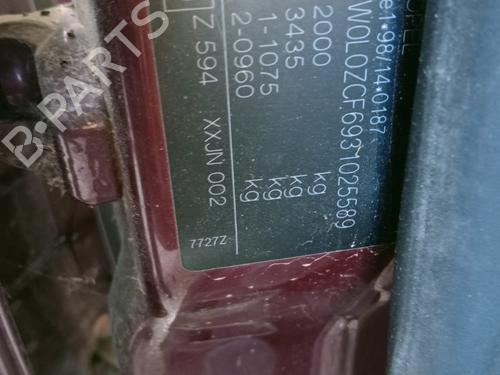 OPEL
e1*98/14*0187
W0L0ZCF6931025589
2000 kg
3435 kg
1-1075 kg
2-0960 kg
Z 594 XXJN 002
7727Z
B-PARTS